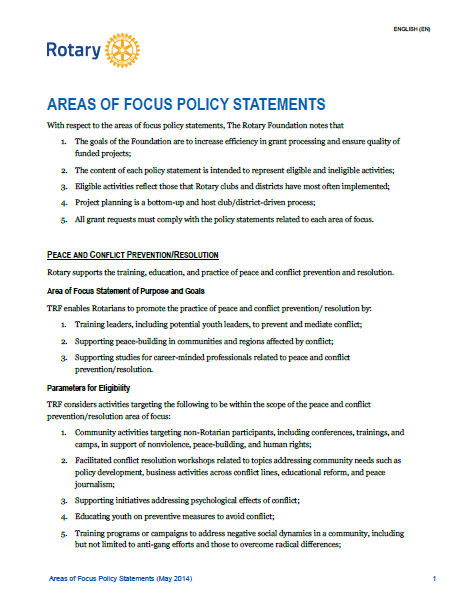 ENGLISH (EN)
Rotary
AREAS OF FOCUS POLICY STATEMENTS
With respect to the areas of focus policy statements, The Rotary Foundation notes that
1. The goals of the Foundation are to increase efficiency in grant processing and ensure quality of
funded projects;
2. The content of each policy statement is intended to represent eligible and ineligible activities;
3. Eligible activities reflect those that Rotary clubs and districts have most often implemented;
4. Project planning is a bottom-up and host club/district-driven process;
5. All grant requests must comply with the policy statements related to each area of focus.
PEACE AND CONFLICT PREVENTION/RESOLUTION
Rotary supports the training, education, and practice of peace and conflict prevention and resolution.
Area of Focus Statement of Purpose and Goals
TRF enables Rotarians to promote the practice of peace and conflict prevention/ resolution by:
1. Training leaders, including potential youth leaders, to prevent and mediate conflict;
2. Supporting peace-building in communities and regions affected by conflict;
3. Supporting studies for career-minded professionals related to peace and conflict
prevention/resolution.
Parameters for Eligibility
TRF considers activities targeting the following to be within the scope of the peace and conflict
prevention/resolution area of focus:
1. Community activities targeting non-Rotarian participants, including conferences, trainings, and
camps, in support of nonviolence, peace-building, and human rights;
2. Facilitated conflict resolution workshops related to topics addressing community needs such as
policy development, business activities across conflict lines, educational reform, and peace
journalism;
3. Supporting initiatives addressing psychological effects of conflict;
4. Educating youth on preventive measures to avoid conflict;
5. Training programs or campaigns to address negative social dynamics in a community, including
but not limited to anti-gang efforts and those to overcome radical differences;
Areas of Focus Policy Statements (May 2014) 1